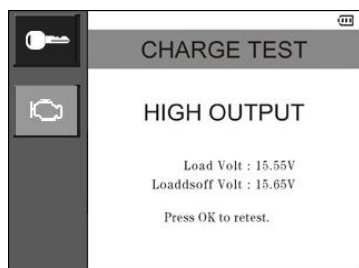 CHARGE TEST
HIGH OUTPUT
Load Volt : 15.55V
Loaddsoff Volt : 15.65V
Press OK to retest.